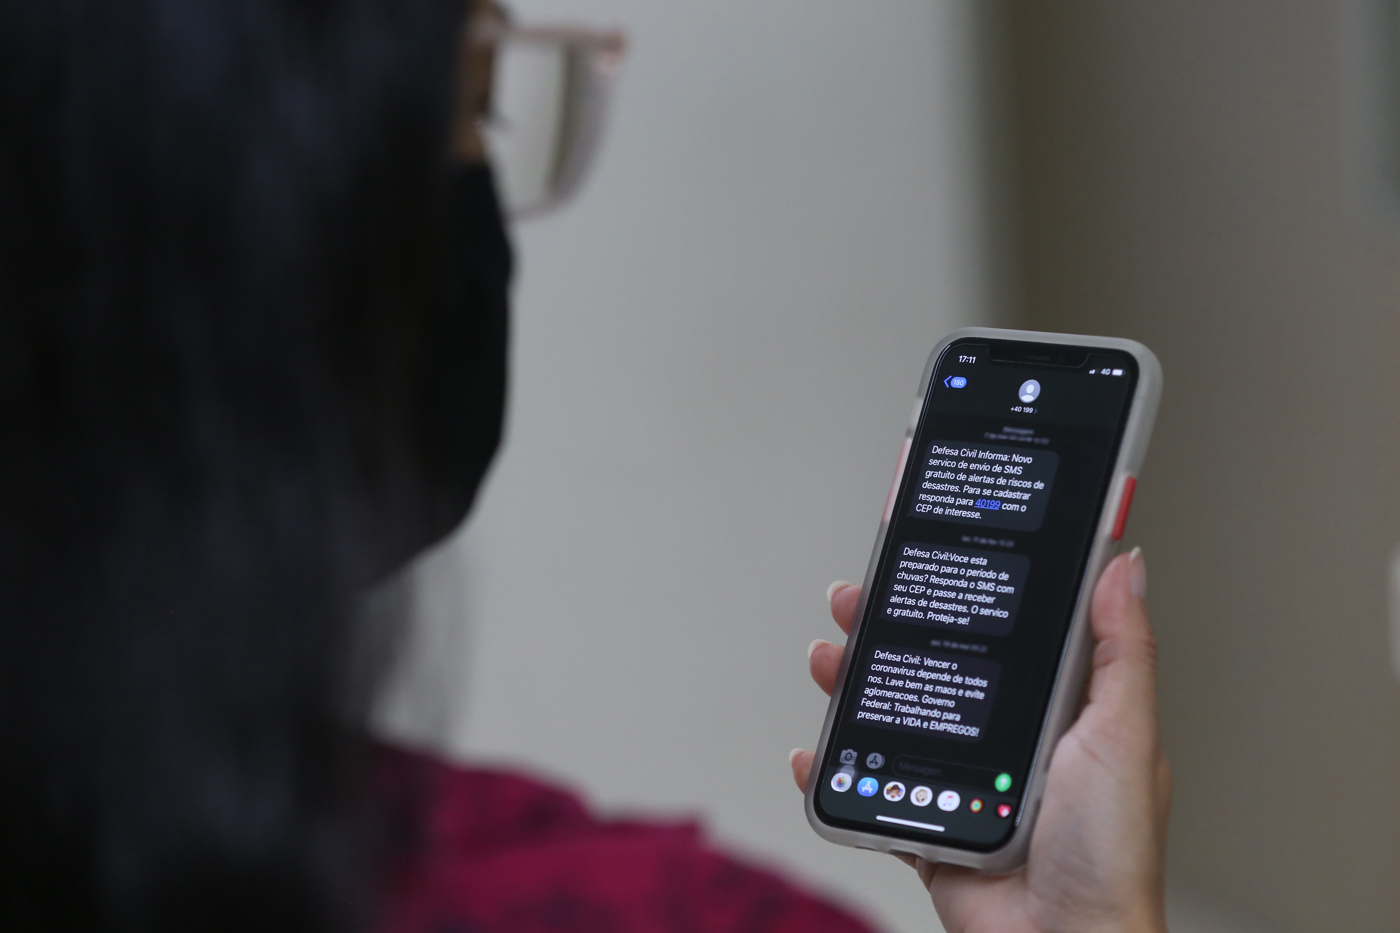 17:11
4G
180
+40 199
Defesa Civil Informa: Novo
servico de envio de SMS
gratuito de alertas de riscos de
desastres. Para se cadastrar
responda para 40199 com o
CEP de interesse.
Defesa Civil:Voce esta
preparado para o periodo de
chuvas? Responda o SMS com
seu CEP e passe a receber
alertas de desastres. O servico
e gratuito. Proteja-se!
Defesa Civil: Vencer o
coronavirus depende de todos
nos. Lave bem as maos e evite
aglomeracoes. Governo
Federal: Trabalhando para
preservar a VIDA e EMPREGOS!
Mensagem